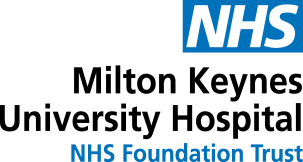 NHS
Milton Keynes
University Hospital
NHS Foundation Trust